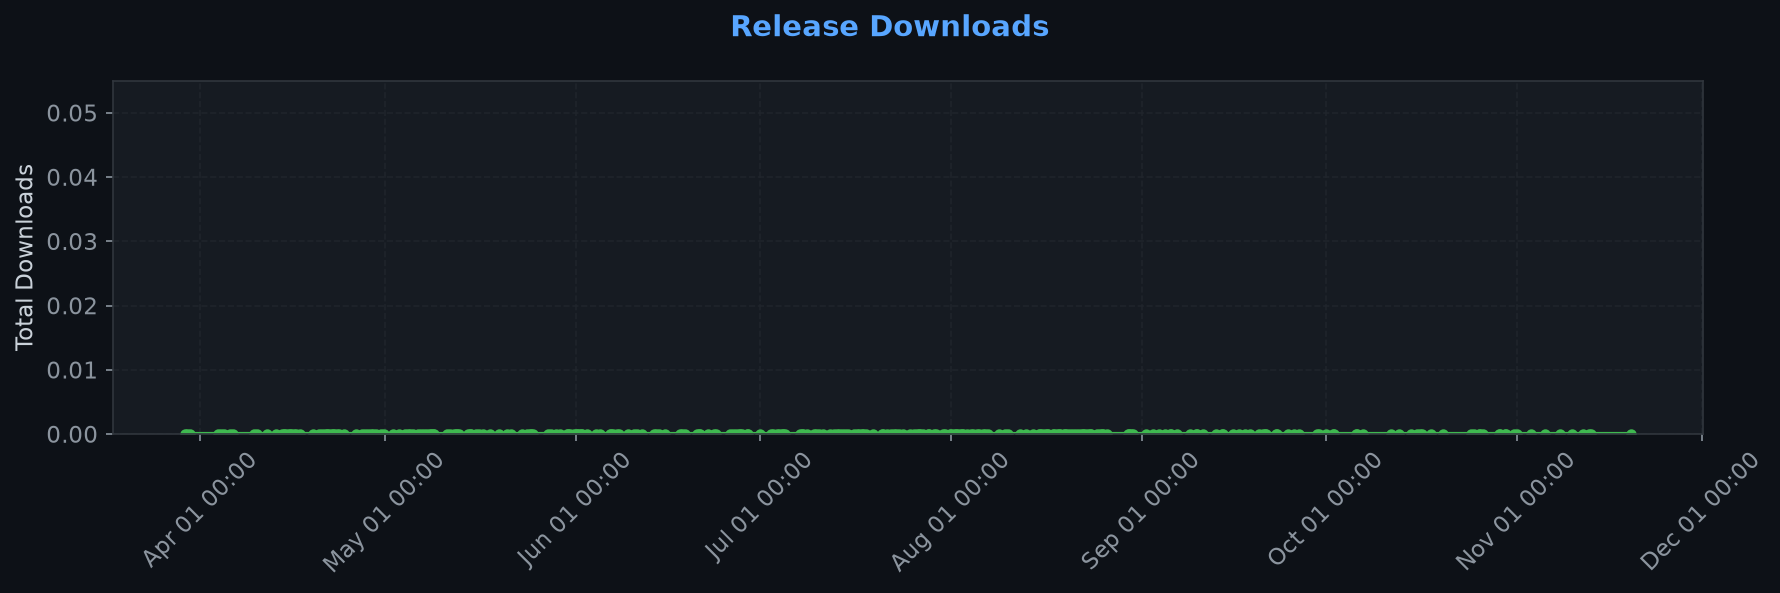 Release Downloads
Total Downloads
0.05
0.04
0.03
0.02
0.01
0.00
Apr 01 00:00
May 01 00:00
Jun 01 00:00
Jul 01 00:00
Aug 01 00:00
Sep 01 00:00
Oct 01 00:00
Nov 01 00:00
Dec 01 00:00